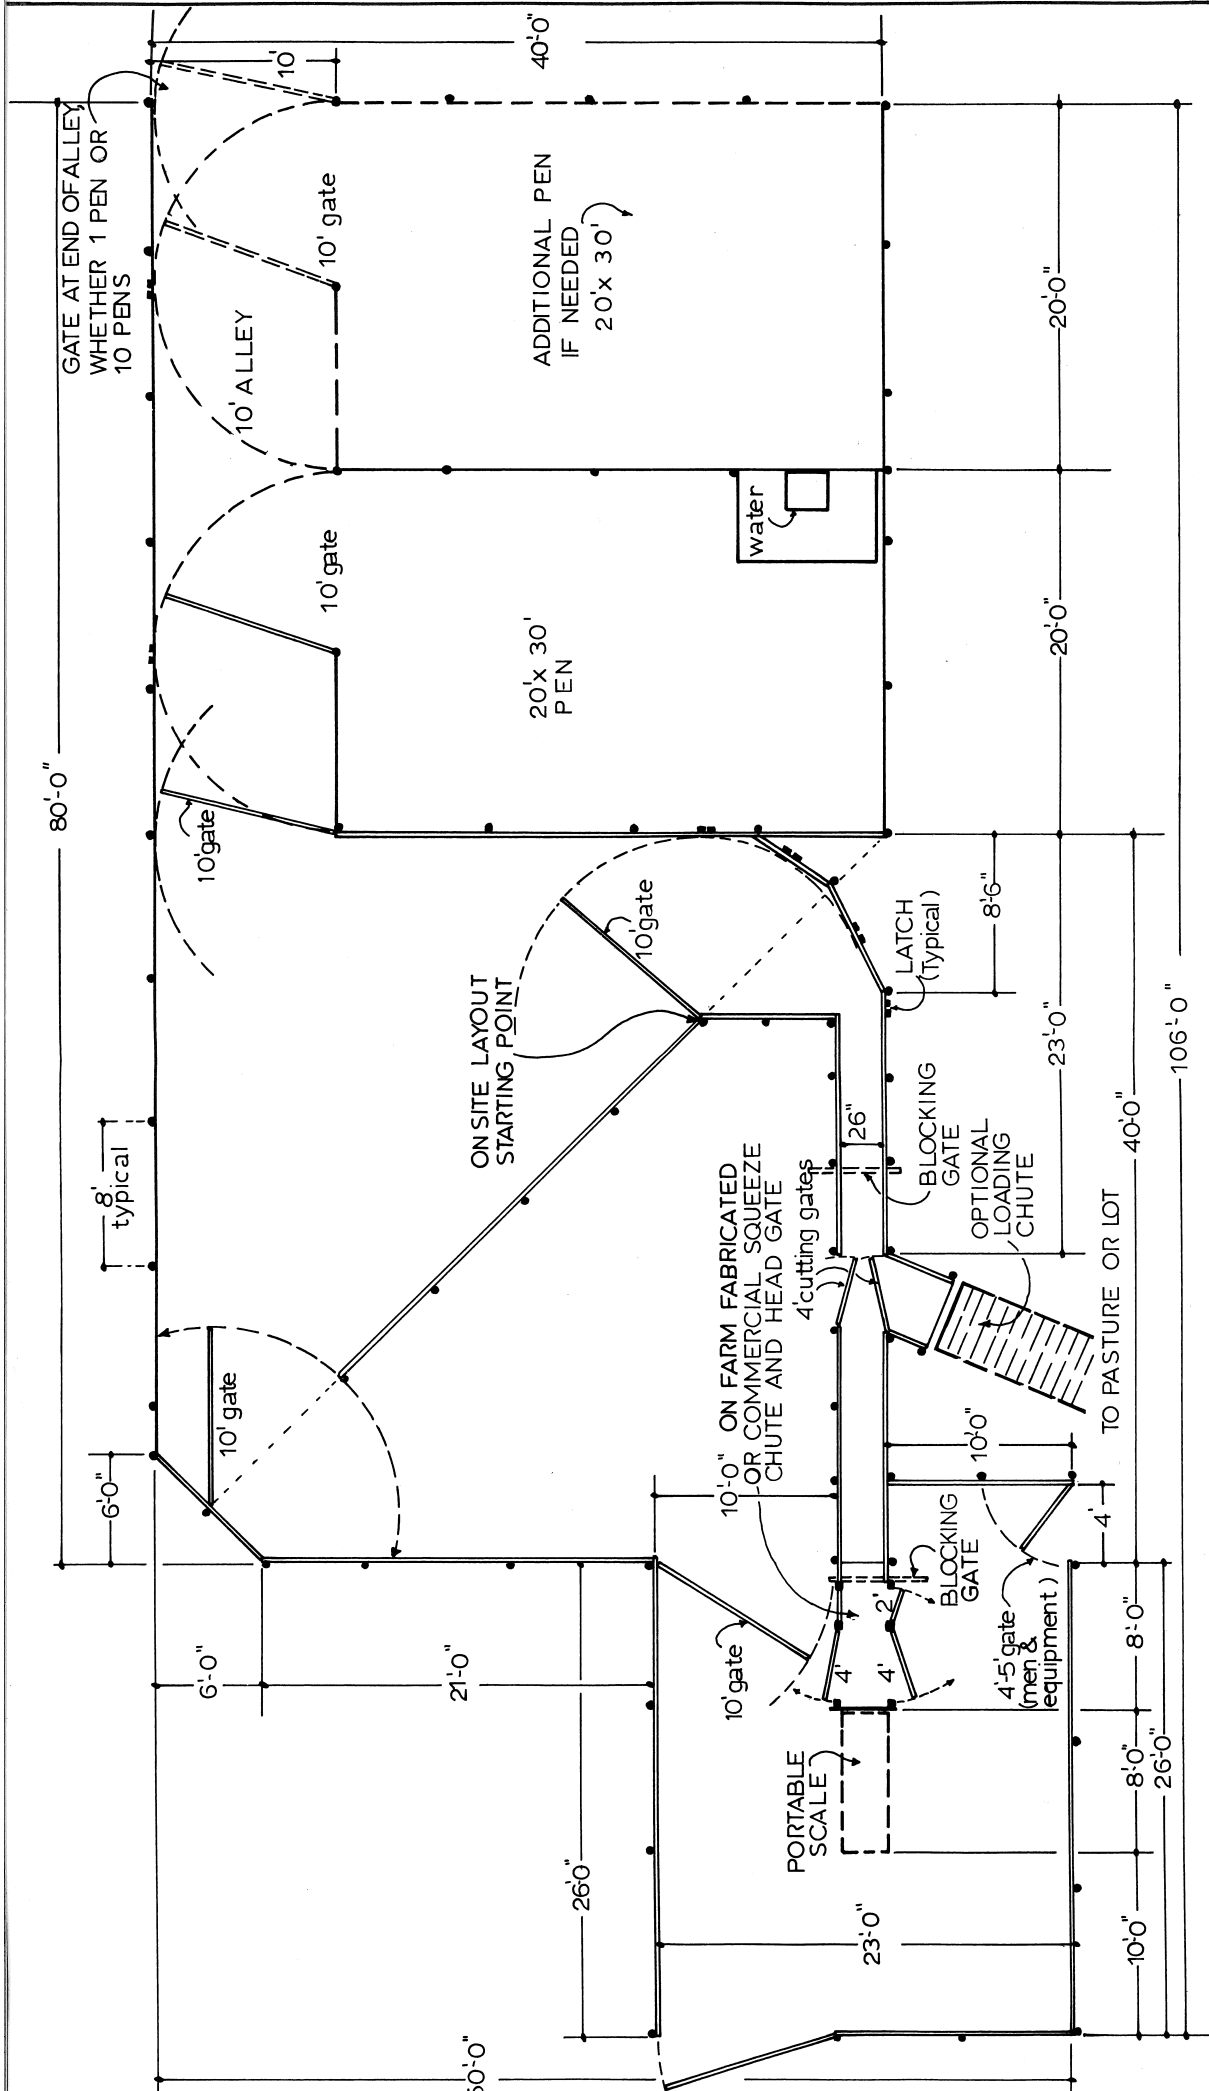 GATE AT END OF ALLEY,
WHETHER 1 PEN OR
10 PENS
10'
40'-0"
80'-0"
10' ALLEY
10' gate
ADDITIONAL PEN
IF NEEDED
20' x 30'
20'-0"
10' gate
water
20' x 30'
PEN
20'-0"
10' gate
10' gate
ON SITE LAYOUT
STARTING POINT
LATCH
(Typical)
8'-6"
23'-0"
106'-0"
40'-0"
8'
typical
26"
BLOCKING
GATE
OPTIONAL
LOADING
CHUTE
4' cutting gates
ON FARM FABRICATED
OR COMMERCIAL SQUEEZE
CHUTE AND HEAD GATE
TO PASTURE OR LOT
10' gate
6'-0"
10'-0"
10'-0"
4'
BLOCKING
GATE
2'
4'
4'
10' gate
4'-5' gate
(men &
equipment)
6'-0"
21'-0"
8'-0"
8'-0"
26'-0"
PORTABLE
SCALE
26'-0"
23'-0"
10'-0"